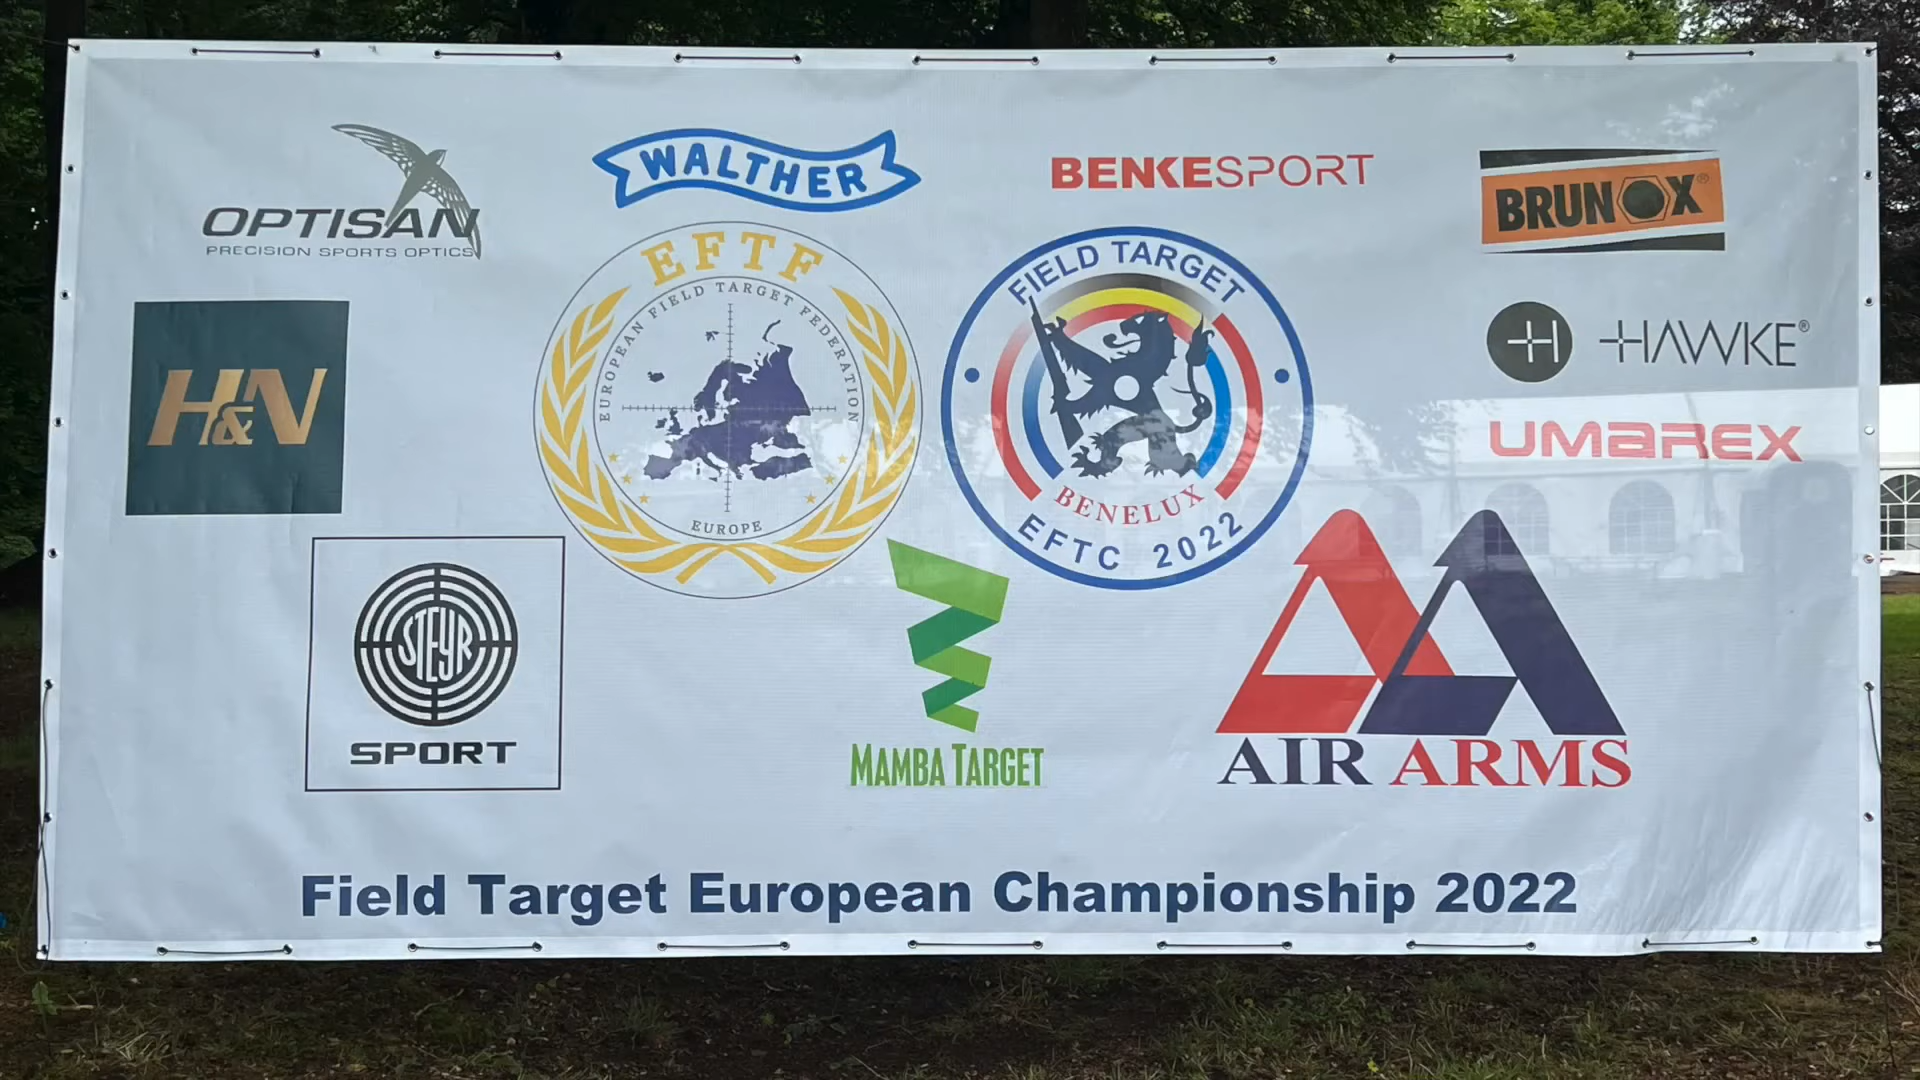 OPTISAN
PRECISION SPORTS OPTICS
WALTHER
BENKESPORT
BRUNOX®
H&N
EFTF
EUROPEAN FIELD TARGET FEDERATION
EUROPE
FIELD TARGET
BENELUX
EFTC 2022
H HAWKE®
UMAREX
STEYR
SPORT
MAMBA TARGET
AIR ARMS
Field Target European Championship 2022